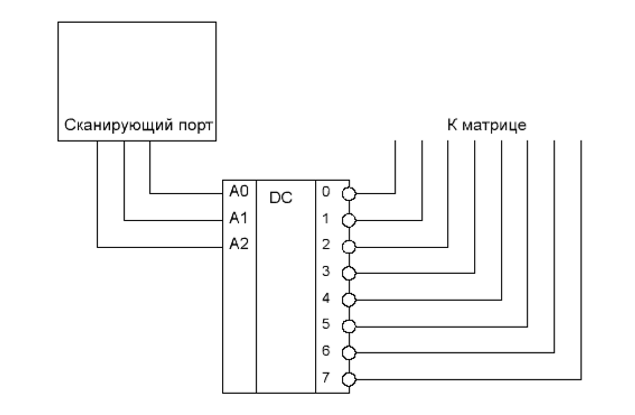 Сканирующий порт
К матрице
A0 DC 0
A1 1
A2 2
3
4
5
6
7